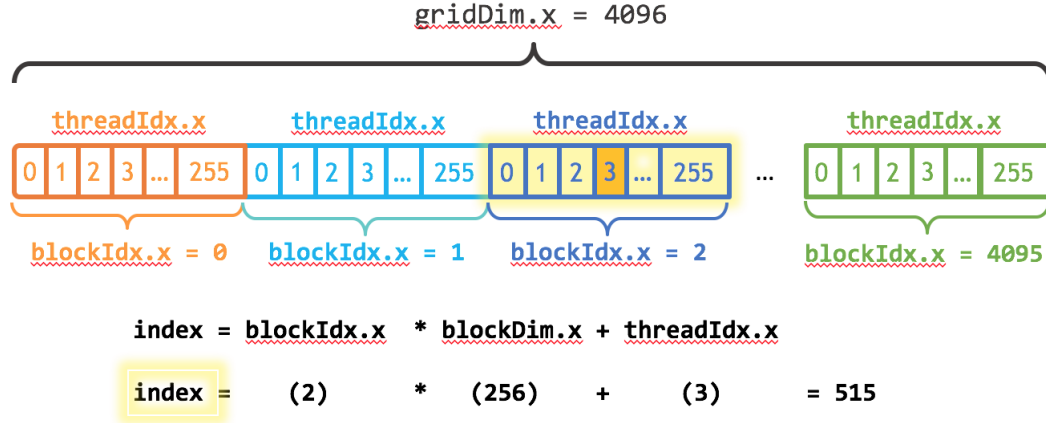 gridDim.x = 4096
threadIdx.x threadIdx.x threadIdx.x threadIdx.x
0 1 2 3 ... 255 0 1 2 3 ... 255 0 1 2 3 ... 255 ... 0 1 2 3 ... 255
blockIdx.x = 0 blockIdx.x = 1 blockIdx.x = 2 blockIdx.x = 4095
index = blockIdx.x * blockDim.x + threadIdx.x
index = (2) * (256) + (3) = 515